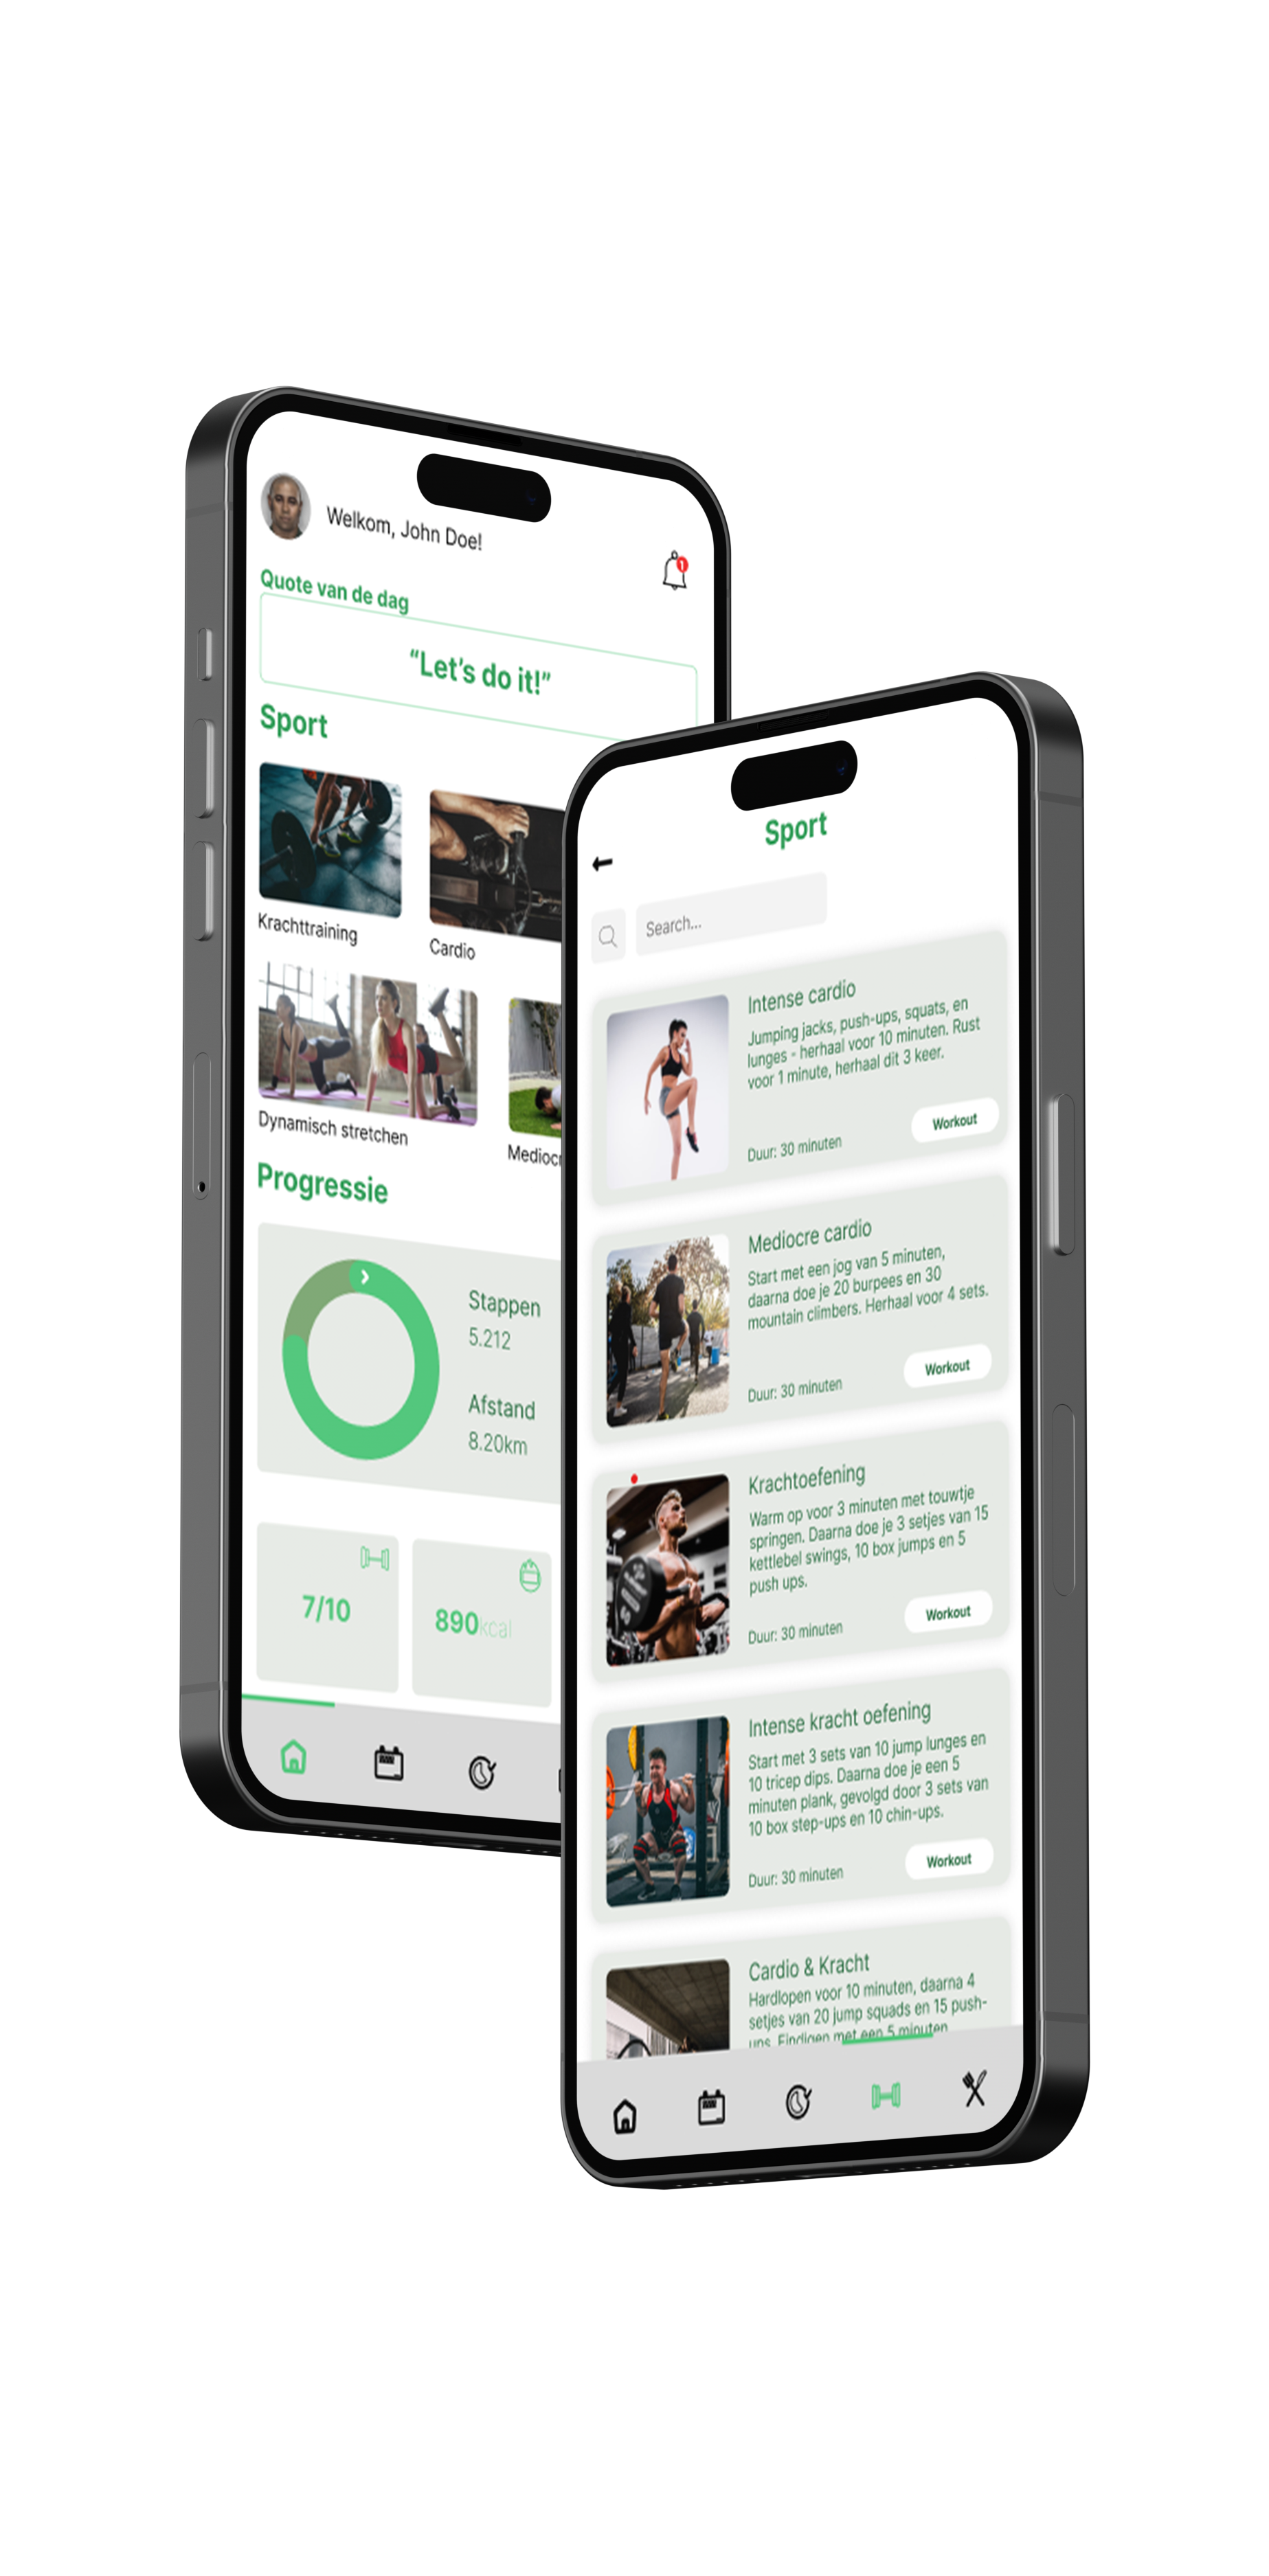 Welkom, John Doe!
1
Quote van de dag
“Let’s do it!”
Sport
Krachttraining
Cardio
Dynamisch stretchen
Progressie
Stappen
5.212
Afstand
8.20km
7/10
890kcal
Sport
Search...
Intense cardio
Jumping jacks, push-ups, squats, en
lunges - herhaal voor 10 minuten. Rust
voor 1 minute, herhaal dit 3 keer.
Duur: 30 minuten
Workout
Mediocre cardio
Start met een jog van 5 minuten,
daarna doe je 20 burpees en 30
mountain climbers. Herhaal voor 4 sets.
Duur: 30 minuten
Workout
Krachtoefening
Warm op voor 3 minuten met touwtje
springen. Daarna doe je 3 setjes van 15
kettlebel swings, 10 box jumps en 5
push ups.
Duur: 30 minuten
Workout
Intense kracht oefening
Start met 3 sets van 10 jump lunges en
10 tricep dips. Daarna doe je een 5
minuten plank, gevolgd door 3 sets van
10 box step-ups en 10 chin-ups.
Duur: 30 minuten
Workout
Cardio & Kracht
Hardlopen voor 10 minuten, daarna 4
setjes van 20 jump squads en 15 push-
ups. Eindigen met een 5 minuten